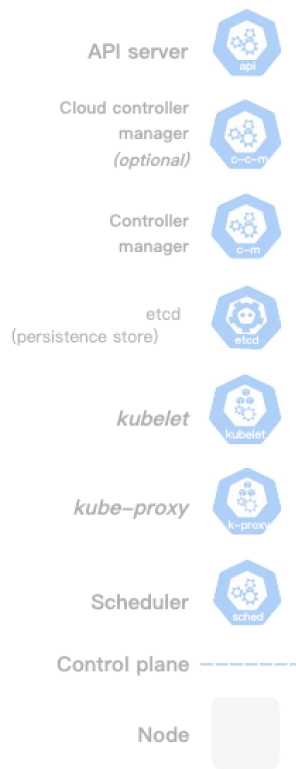 API server
api
Cloud controller
manager
(optional)
c-c-m
Controller
manager
c-m
etcd
(persistence store)
etcd
kubelet
kubelet
kube-proxy
k-proxy
Scheduler
sched
Control plane
Node